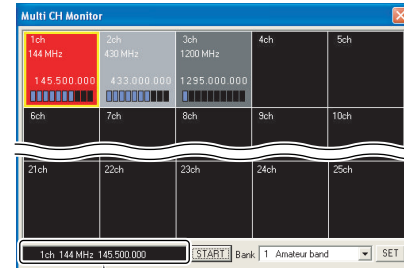 Multi CH Monitor
1ch 2ch 3ch 4ch 5ch
144 MHz 430 MHz 1200 MHz
145.500.000 433.000.000 1295.000.000
6ch 7ch 8ch 9ch 10ch
21ch 22ch 23ch 24ch 25ch
1ch 144 MHz 145.500.000 START Bank 1 Amateur band SET